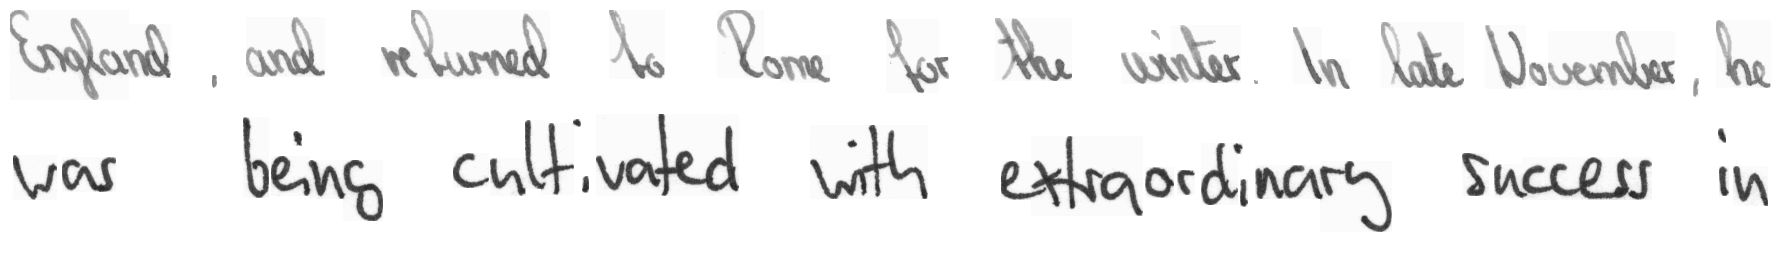 England, and returned to Rome for the winter. In late November, he
was being cultivated with extraordinary success in